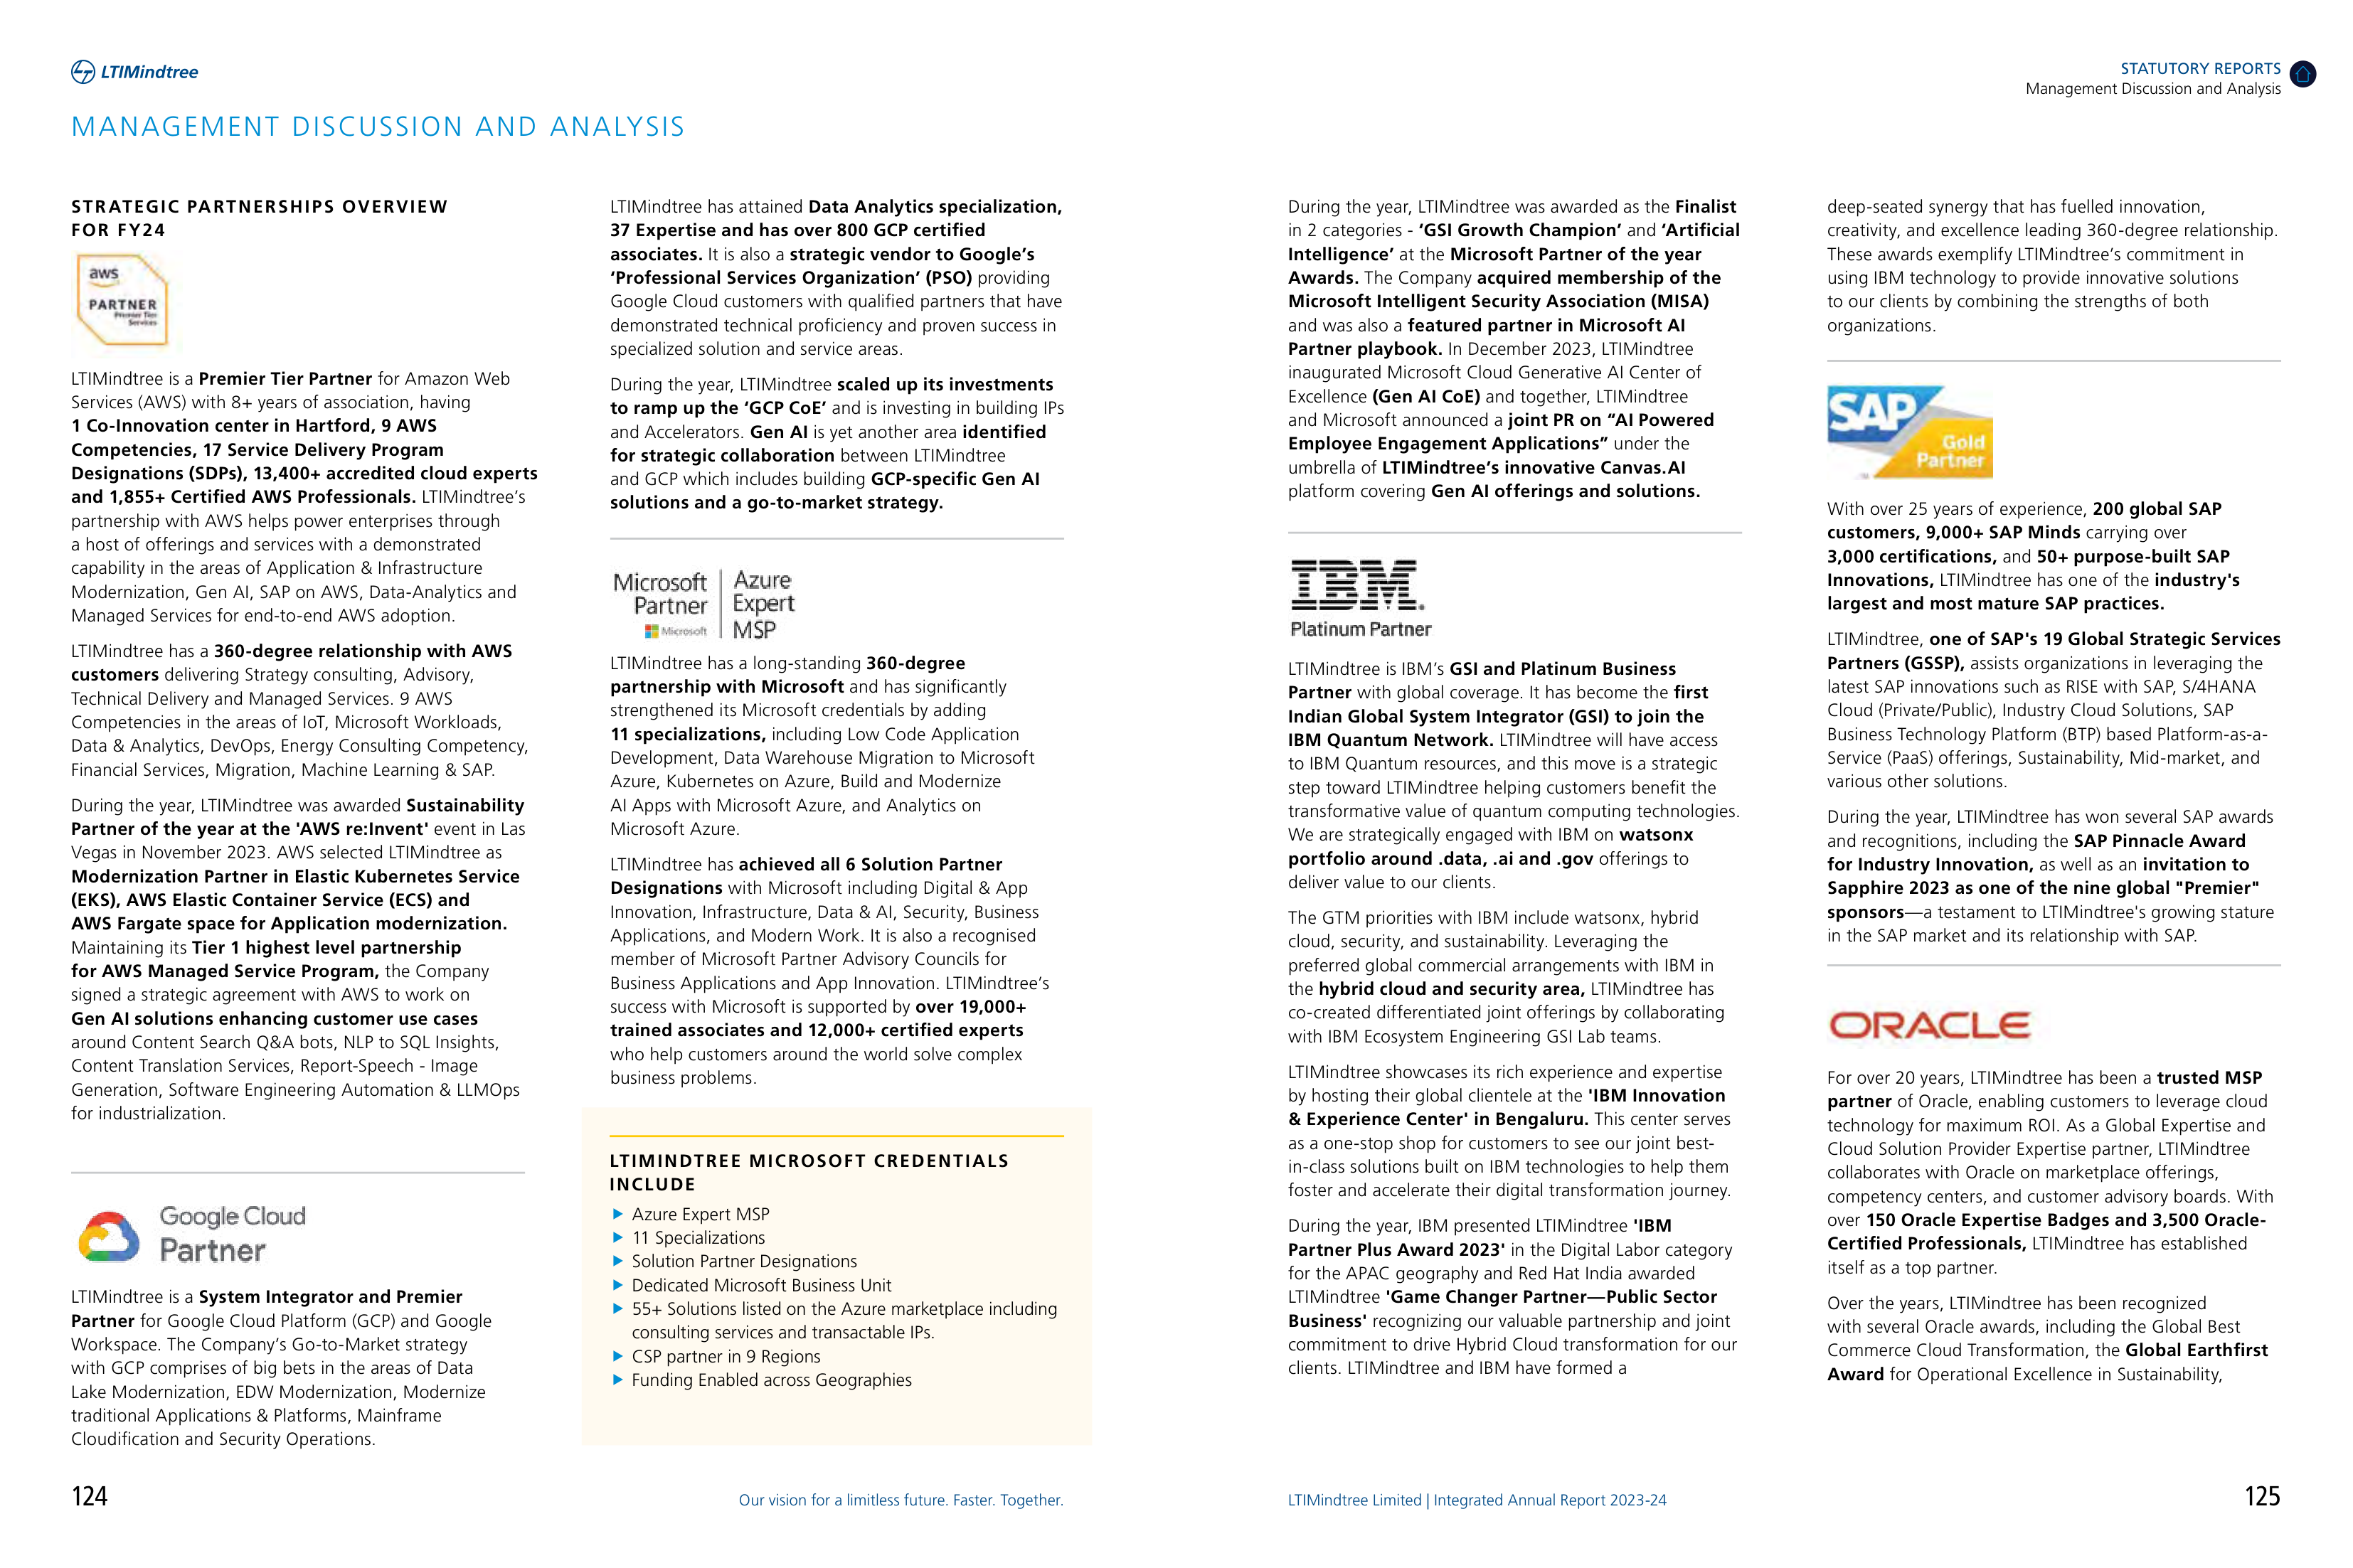 LTIMindtree
MANAGEMENT DISCUSSION AND ANALYSIS
STATUTORY REPORTS
Management Discussion and Analysis
STRATEGIC PARTNERSHIPS OVERVIEW
FOR FY24
aws
PARTNER
Premier Tier
Services
LTIMindtree is a Premier Tier Partner for Amazon Web
Services (AWS) with 8+ years of association, having
1 Co-Innovation center in Hartford, 9 AWS
Competencies, 17 Service Delivery Program
Designations (SDPs), 13,400+ accredited cloud experts
and 1,855+ Certified AWS Professionals. LTIMindtree’s
partnership with AWS helps power enterprises through
a host of offerings and services with a demonstrated
capability in the areas of Application & Infrastructure
Modernization, Gen AI, SAP on AWS, Data-Analytics and
Managed Services for end-to-end AWS adoption.
LTIMindtree has a 360-degree relationship with AWS
customers delivering Strategy consulting, Advisory,
Technical Delivery and Managed Services. 9 AWS
Competencies in the areas of IoT, Microsoft Workloads,
Data & Analytics, DevOps, Energy Consulting Competency,
Financial Services, Migration, Machine Learning & SAP.
During the year, LTIMindtree was awarded Sustainability
Partner of the year at the 'AWS re:Invent' event in Las
Vegas in November 2023. AWS selected LTIMindtree as
Modernization Partner in Elastic Kubernetes Service
(EKS), AWS Elastic Container Service (ECS) and
AWS Fargate space for Application modernization.
Maintaining its Tier 1 highest level partnership
for AWS Managed Service Program, the Company
signed a strategic agreement with AWS to work on
Gen AI solutions enhancing customer use cases
around Content Search Q&A bots, NLP to SQL Insights,
Content Translation Services, Report-Speech - Image
Generation, Software Engineering Automation & LLMOps
for industrialization.
Google Cloud
Partner
LTIMindtree is a System Integrator and Premier
Partner for Google Cloud Platform (GCP) and Google
Workspace. The Company’s Go-to-Market strategy
with GCP comprises of big bets in the areas of Data
Lake Modernization, EDW Modernization, Modernize
traditional Applications & Platforms, Mainframe
Cloudification and Security Operations.
LTIMindtree has attained Data Analytics specialization,
37 Expertise and has over 800 GCP certified
associates. It is also a strategic vendor to Google’s
‘Professional Services Organization’ (PSO) providing
Google Cloud customers with qualified partners that have
demonstrated technical proficiency and proven success in
specialized solution and service areas.
During the year, LTIMindtree scaled up its investments
to ramp up the ‘GCP CoE’ and is investing in building IPs
and Accelerators. Gen AI is yet another area identified
for strategic collaboration between LTIMindtree
and GCP which includes building GCP-specific Gen AI
solutions and a go-to-market strategy.
Microsoft
Partner
Microsoft
Azure
Expert
MSP
LTIMindtree has a long-standing 360-degree
partnership with Microsoft and has significantly
strengthened its Microsoft credentials by adding
11 specializations, including Low Code Application
Development, Data Warehouse Migration to Microsoft
Azure, Kubernetes on Azure, Build and Modernize
AI Apps with Microsoft Azure, and Analytics on
Microsoft Azure.
LTIMindtree has achieved all 6 Solution Partner
Designations with Microsoft including Digital & App
Innovation, Infrastructure, Data & AI, Security, Business
Applications, and Modern Work. It is also a recognised
member of Microsoft Partner Advisory Councils for
Business Applications and App Innovation. LTIMindtree’s
success with Microsoft is supported by over 19,000+
trained associates and 12,000+ certified experts
who help customers around the world solve complex
business problems.
LTIMINDTREE MICROSOFT CREDENTIALS
INCLUDE
Azure Expert MSP
11 Specializations
Solution Partner Designations
Dedicated Microsoft Business Unit
55+ Solutions listed on the Azure marketplace including
consulting services and transactable IPs.
CSP partner in 9 Regions
Funding Enabled across Geographies
During the year, LTIMindtree was awarded as the Finalist
in 2 categories - ‘GSI Growth Champion’ and ‘Artificial
Intelligence’ at the Microsoft Partner of the year
Awards. The Company acquired membership of the
Microsoft Intelligent Security Association (MISA)
and was also a featured partner in Microsoft AI
Partner playbook. In December 2023, LTIMindtree
inaugurated Microsoft Cloud Generative AI Center of
Excellence (Gen AI CoE) and together, LTIMindtree
and Microsoft announced a joint PR on “AI Powered
Employee Engagement Applications” under the
umbrella of LTIMindtree’s innovative Canvas.AI
platform covering Gen AI offerings and solutions.
IBM.
Platinum Partner
LTIMindtree is IBM’s GSI and Platinum Business
Partner with global coverage. It has become the first
Indian Global System Integrator (GSI) to join the
IBM Quantum Network. LTIMindtree will have access
to IBM Quantum resources, and this move is a strategic
step toward LTIMindtree helping customers benefit the
transformative value of quantum computing technologies.
We are strategically engaged with IBM on watsonx
portfolio around .data, .ai and .gov offerings to
deliver value to our clients.
The GTM priorities with IBM include watsonx, hybrid
cloud, security, and sustainability. Leveraging the
preferred global commercial arrangements with IBM in
the hybrid cloud and security area, LTIMindtree has
co-created differentiated joint offerings by collaborating
with IBM Ecosystem Engineering GSI Lab teams.
LTIMindtree showcases its rich experience and expertise
by hosting their global clientele at the 'IBM Innovation
& Experience Center' in Bengaluru. This center serves
as a one-stop shop for customers to see our joint best-
in-class solutions built on IBM technologies to help them
foster and accelerate their digital transformation journey.
During the year, IBM presented LTIMindtree 'IBM
Partner Plus Award 2023' in the Digital Labor category
for the APAC geography and Red Hat India awarded
LTIMindtree 'Game Changer Partner—Public Sector
Business' recognizing our valuable partnership and joint
commitment to drive Hybrid Cloud transformation for our
clients. LTIMindtree and IBM have formed a
deep-seated synergy that has fuelled innovation,
creativity, and excellence leading 360-degree relationship.
These awards exemplify LTIMindtree’s commitment in
using IBM technology to provide innovative solutions
to our clients by combining the strengths of both
organizations.
SAP
Gold
Partner
With over 25 years of experience, 200 global SAP
customers, 9,000+ SAP Minds carrying over
3,000 certifications, and 50+ purpose-built SAP
Innovations, LTIMindtree has one of the industry's
largest and most mature SAP practices.
LTIMindtree, one of SAP's 19 Global Strategic Services
Partners (GSSP), assists organizations in leveraging the
latest SAP innovations such as RISE with SAP, S/4HANA
Cloud (Private/Public), Industry Cloud Solutions, SAP
Business Technology Platform (BTP) based Platform-as-a-
Service (PaaS) offerings, Sustainability, Mid-market, and
various other solutions.
During the year, LTIMindtree has won several SAP awards
and recognitions, including the SAP Pinnacle Award
for Industry Innovation, as well as an invitation to
Sapphire 2023 as one of the nine global "Premier"
sponsors—a testament to LTIMindtree's growing stature
in the SAP market and its relationship with SAP.
ORACLE
For over 20 years, LTIMindtree has been a trusted MSP
partner of Oracle, enabling customers to leverage cloud
technology for maximum ROI. As a Global Expertise and
Cloud Solution Provider Expertise partner, LTIMindtree
collaborates with Oracle on marketplace offerings,
competency centers, and customer advisory boards. With
over 150 Oracle Expertise Badges and 3,500 Oracle-
Certified Professionals, LTIMindtree has established
itself as a top partner.
Over the years, LTIMindtree has been recognized
with several Oracle awards, including the Global Best
Commerce Cloud Transformation, the Global Earthfirst
Award for Operational Excellence in Sustainability,
124
Our vision for a limitless future. Faster. Together.
LTIMindtree Limited | Integrated Annual Report 2023-24
125